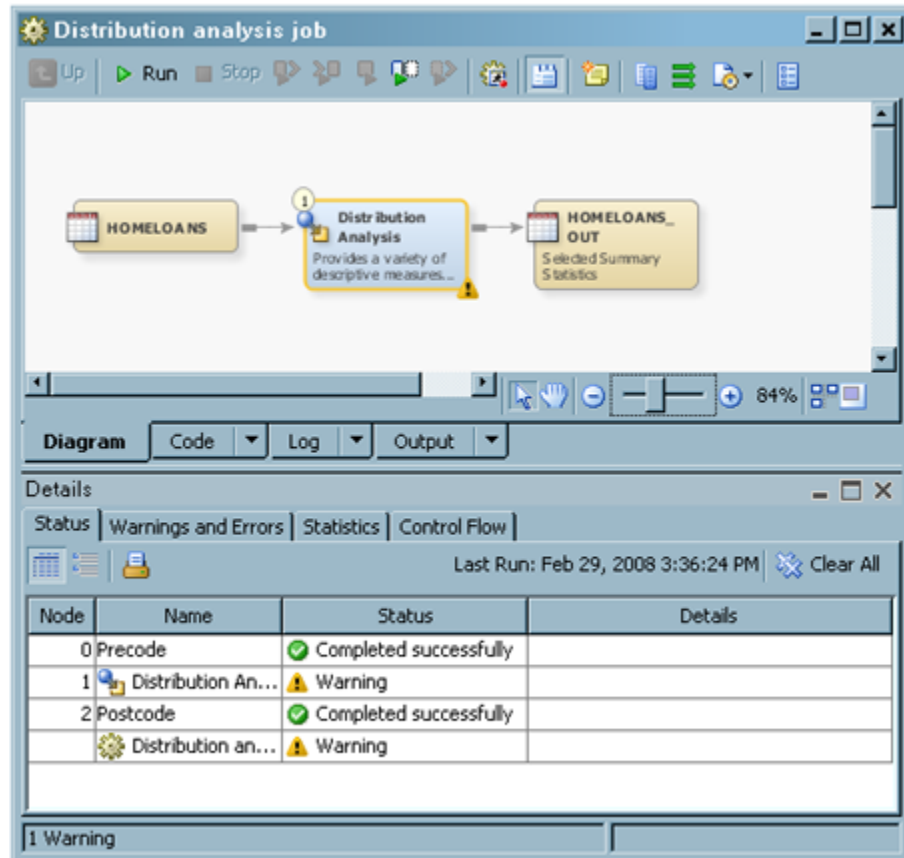 Distribution analysis job
Up Run Stop
HOMELOANS
1
Distribution
Analysis
Provides a variety of
descriptive measures...
HOMELOANS_
OUT
Selected Summary
Statistics
84%
Diagram Code Log Output
Details
Status Warnings and Errors Statistics Control Flow
Last Run: Feb 29, 2008 3:36:24 PM Clear All
Node Name Status Details
0 Precode Completed successfully
1 Distribution An... Warning
2 Postcode Completed successfully
Distribution an... Warning
1 Warning